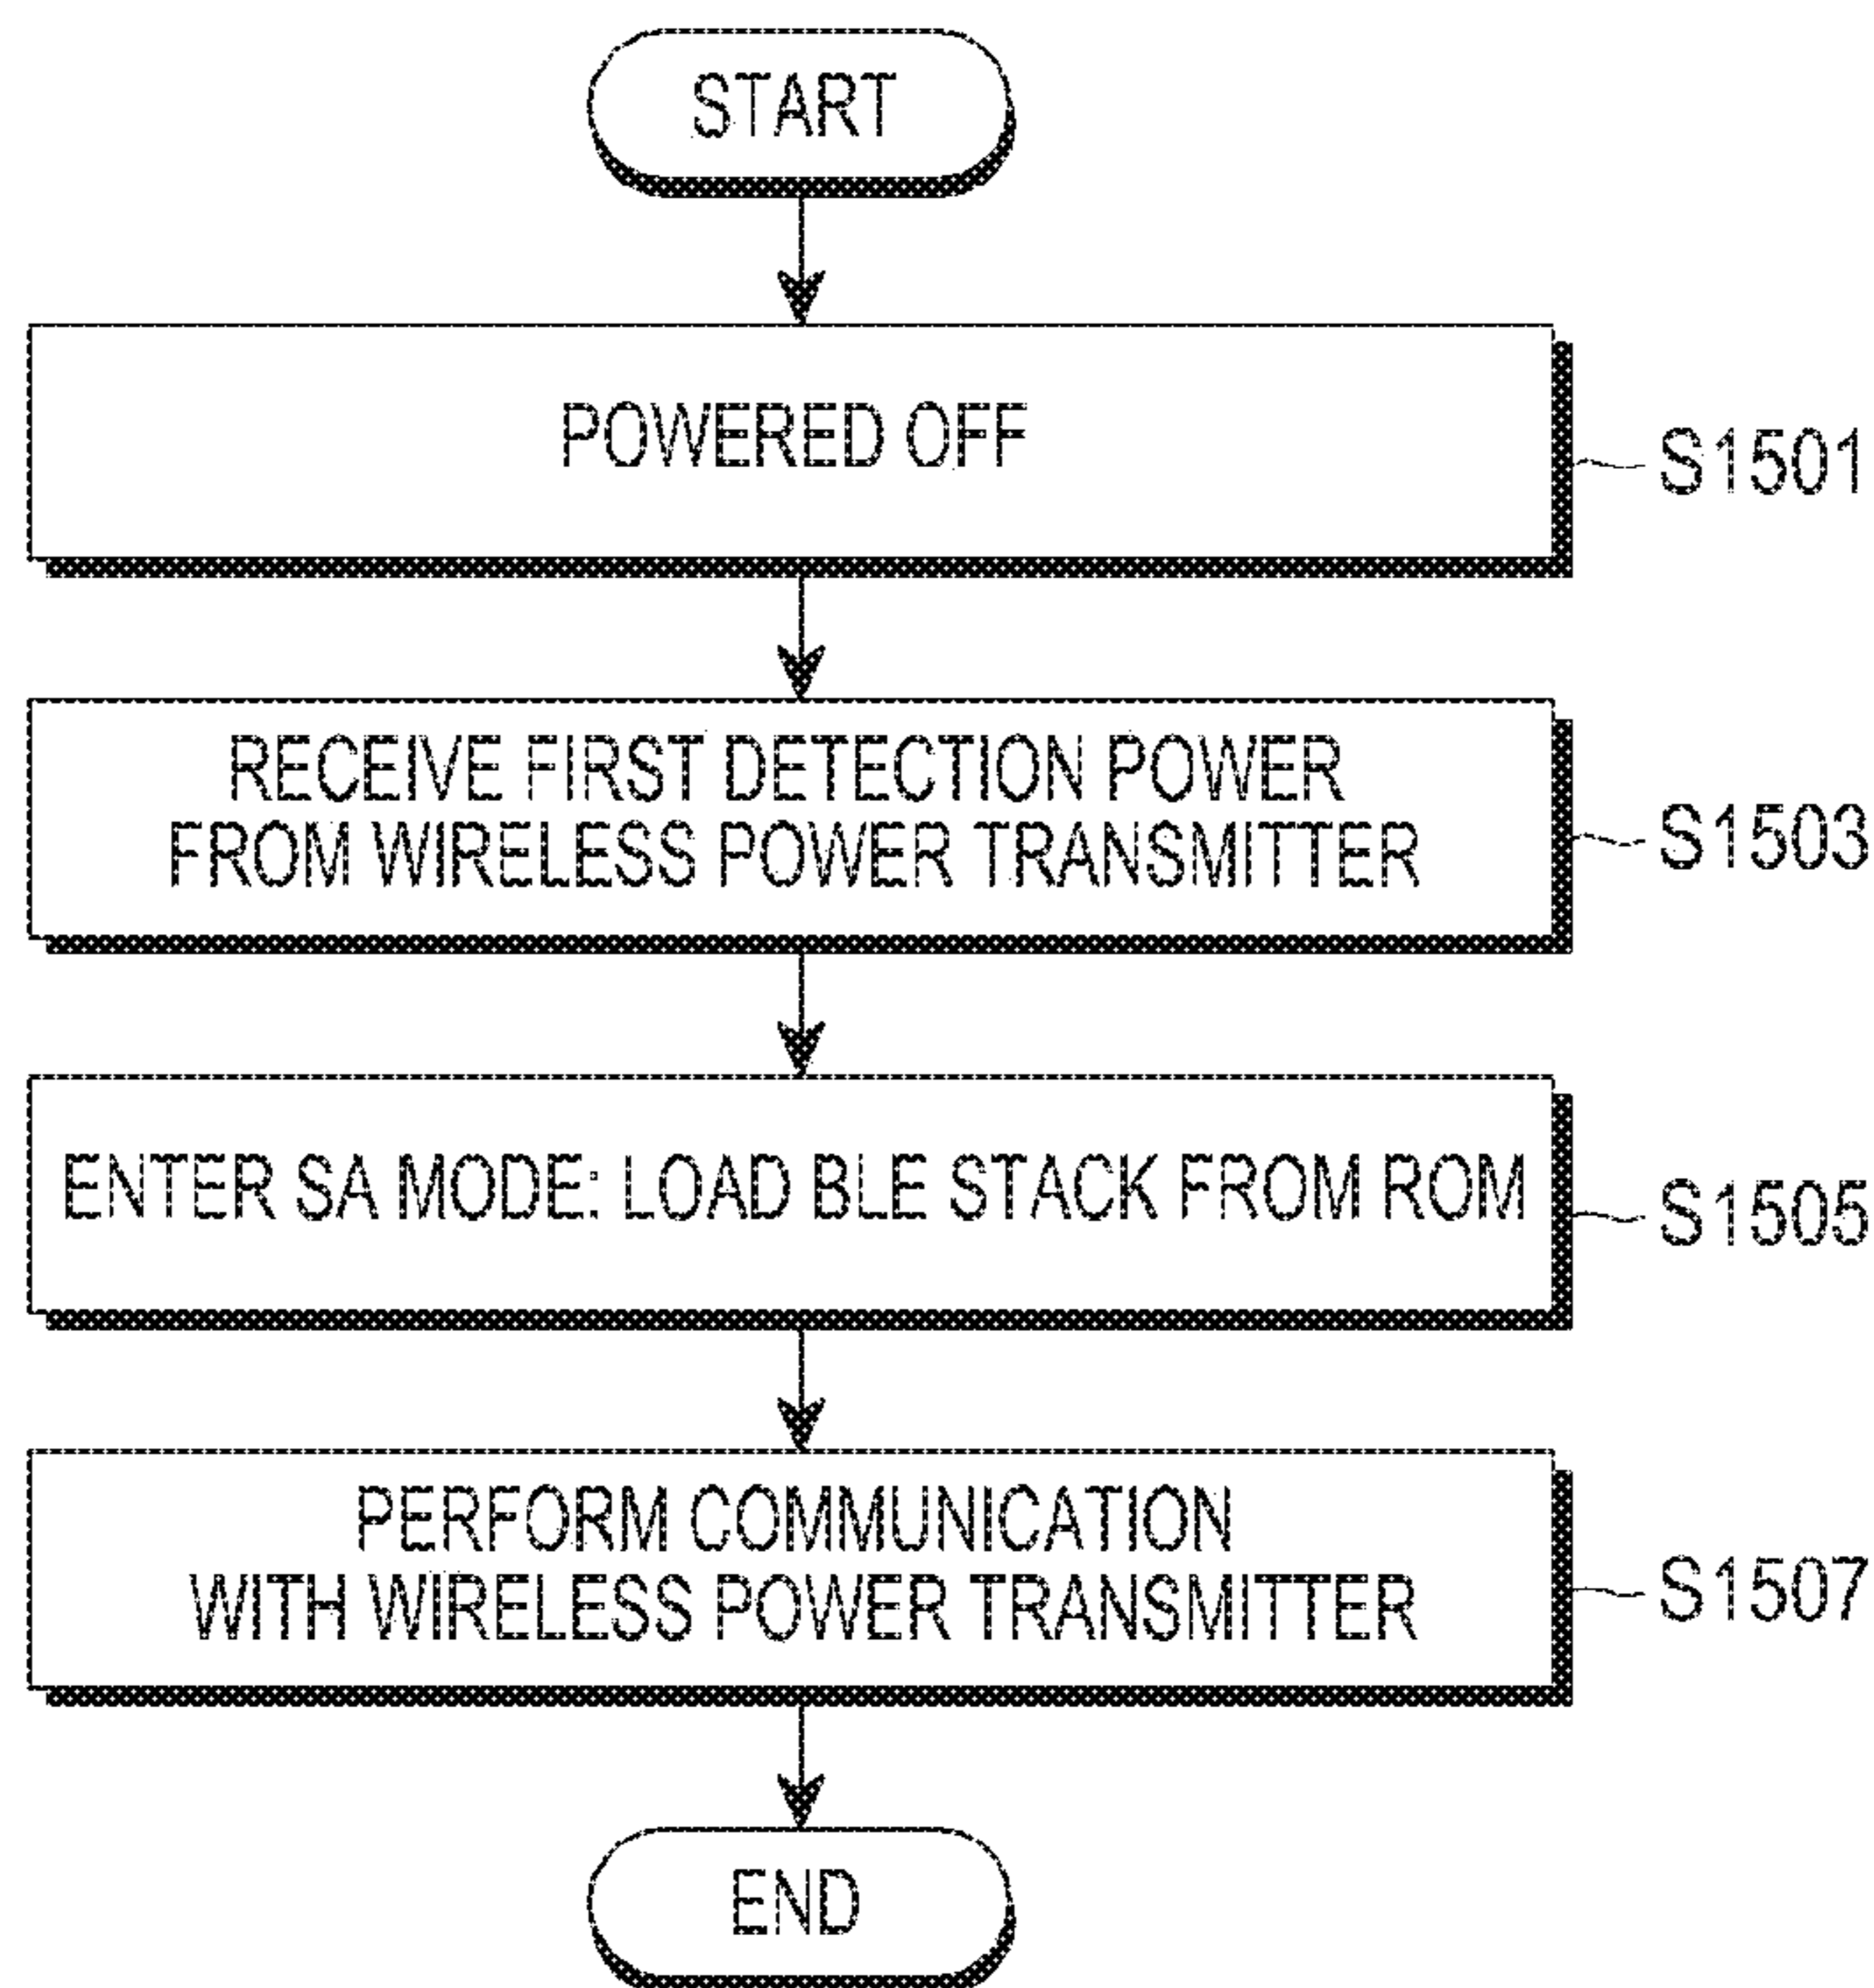 START
POWERED OFF
S1501
RECEIVE FIRST DETECTION POWER
FROM WIRELESS POWER TRANSMITTER
S1503
ENTER SA MODE: LOAD BLE STACK FROM ROM
S1505
PERFORM COMMUNICATION
WITH WIRELESS POWER TRANSMITTER
S1507
END